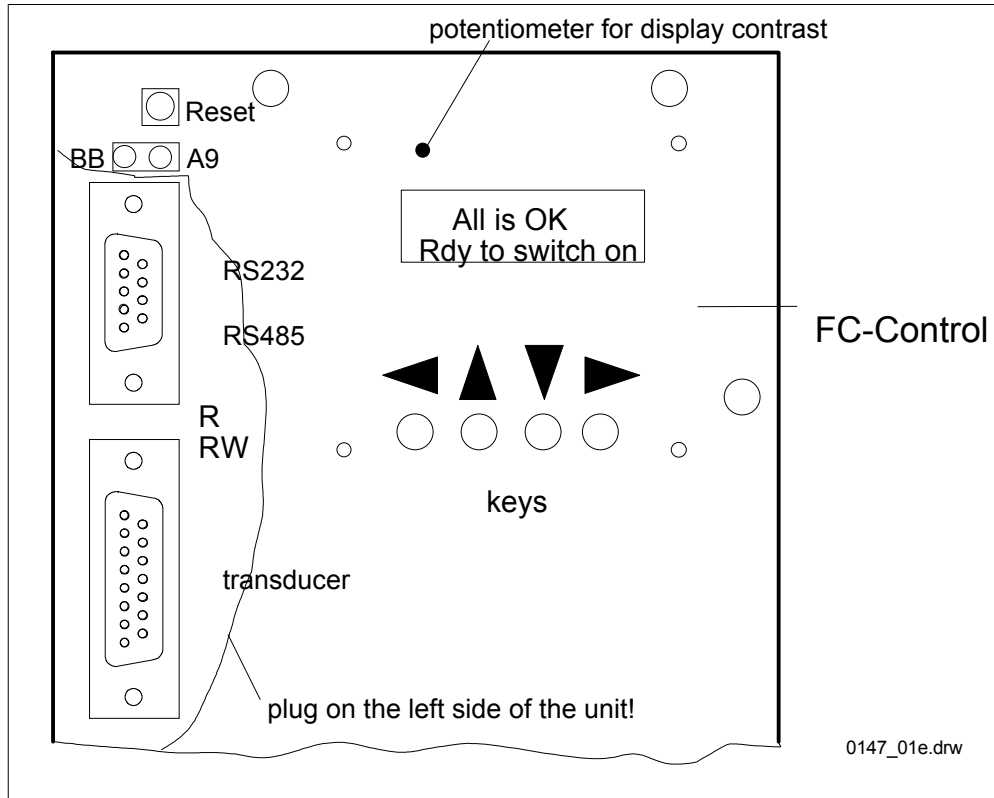 potentiometer for display contrast
Reset
BB A9
All is OK
Rdy to switch on
RS232
RS485
FC-Control
R
RW
keys
transducer
plug on the left side of the unit!
0147_01e.drw